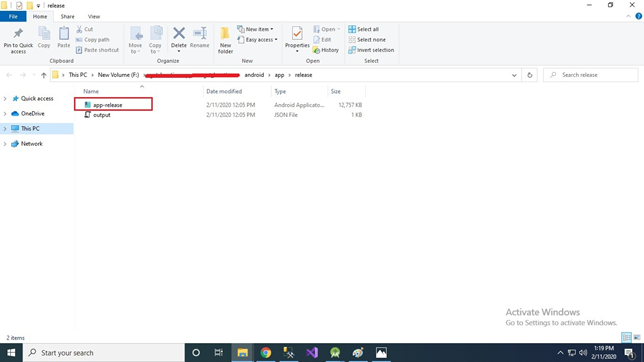 release
File Home Share View
Pin to Quick access
Copy
Paste
Cut
Copy path
Paste shortcut
Clipboard
Move to
Copy to
Delete
Rename
Organize
New folder
New item
Easy access
New
Properties
Open
Edit
History
Open
Select all
Select none
Invert selection
Select
This PC New Volume (F:) android app release
Search release
Name Date modified Type Size
app-release 2/11/2020 12:05 PM Android Applicatio... 12,757 KB
output 2/11/2020 12:05 PM JSON File 1 KB
Quick access
OneDrive
This PC
Network
Activate Windows
Go to Settings to activate Windows.
2 items
Start your search
1:19 PM
2/11/2020